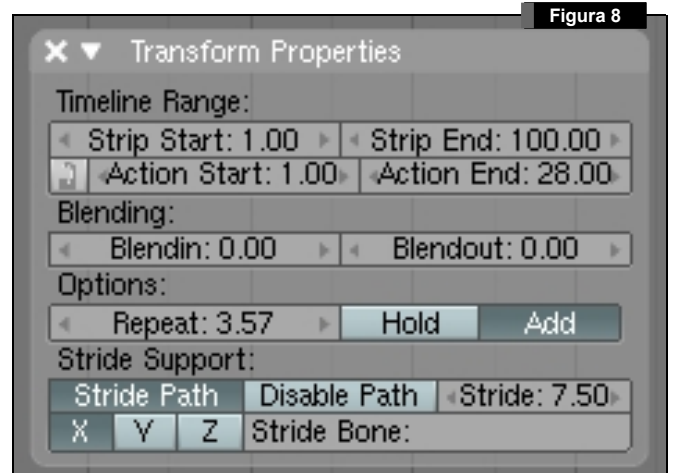 Figura 8
Transform Properties
Timeline Range:
Strip Start: 1.00 Strip End: 100.00
Action Start: 1.00 Action End: 28.00
Blending:
Blendin: 0.00 Blendout: 0.00
Options:
Repeat: 3.57 Hold Add
Stride Support:
Stride Path Disable Path Stride: 7.50
X Y Z Stride Bone: